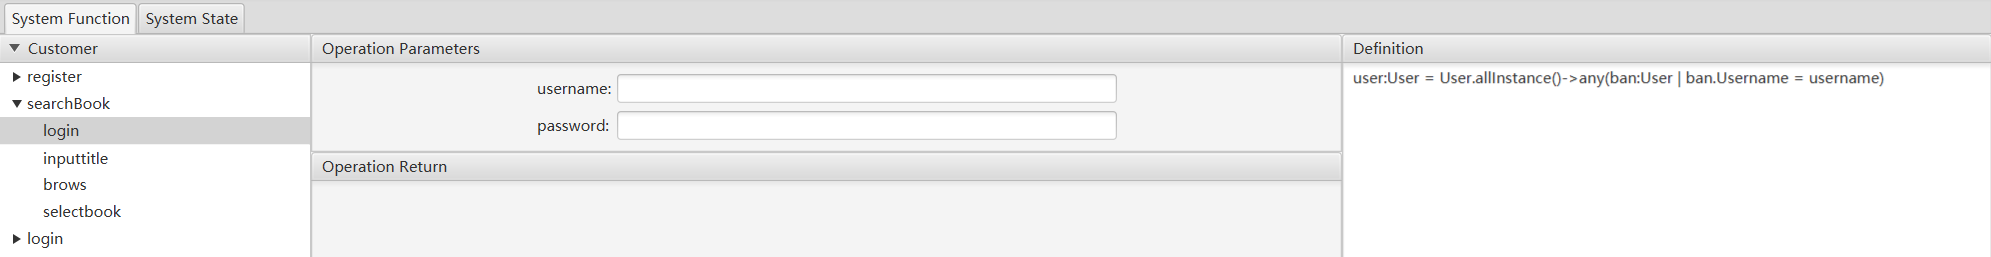 System Function System State
Customer
register
searchBook
login
inputtitle
brows
selectbook
login
Operation Parameters
username:
password:
Operation Return
Definition
user:User = User.allInstance()->any(ban:User | ban.Username = username)